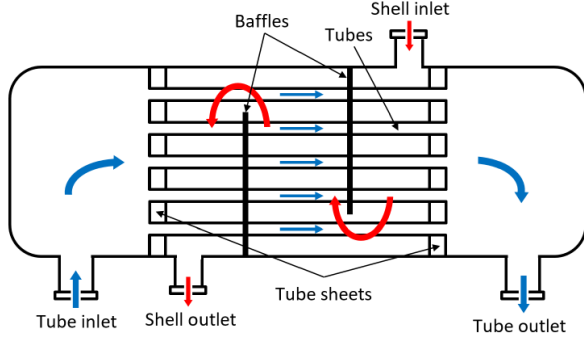 Shell inlet
Baffles
Tubes
Tube sheets
Tube inlet
Shell outlet
Tube outlet